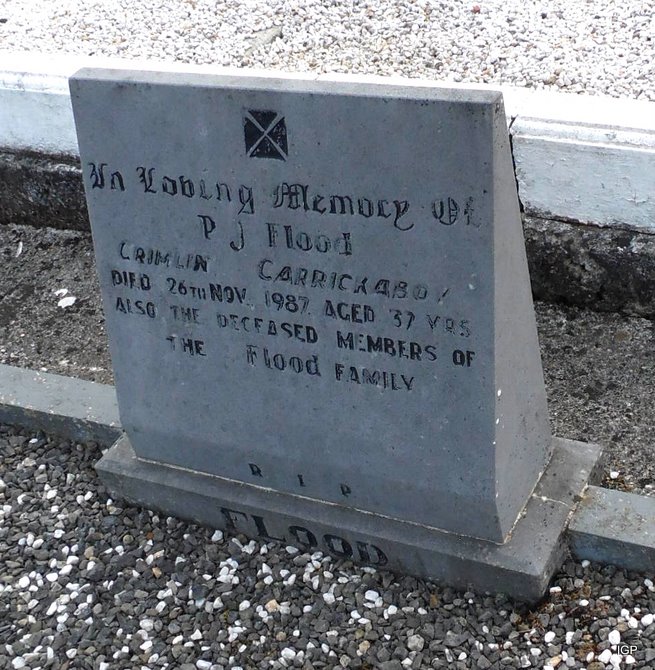 In Loving Memory Of
P J Flood
CRIMLIN CARRICKABOY
DIED 26TH NOV. 1987. AGED 37 YRS
ALSO THE DECEASED MEMBERS OF
THE Flood FAMILY
R I P
FLOOD
IGP